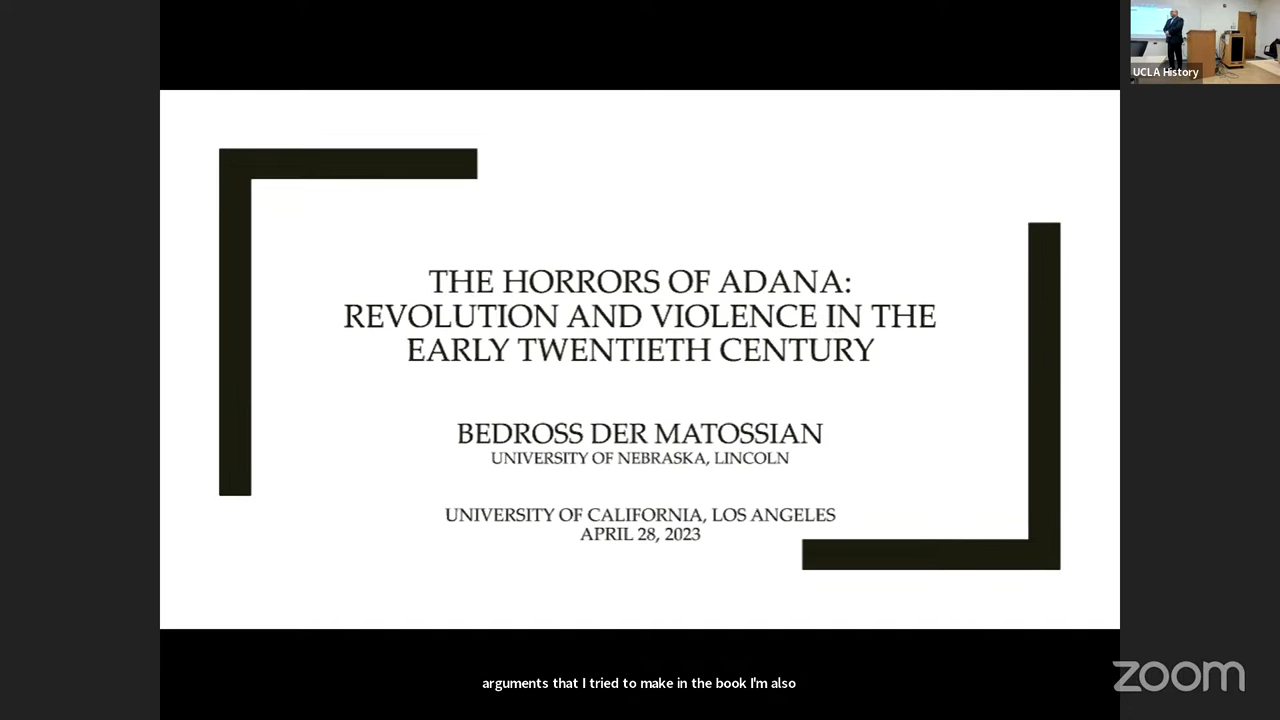 UCLA History
THE HORRORS OF ADANA:
REVOLUTION AND VIOLENCE IN THE
EARLY TWENTIETH CENTURY
BEDROSS DER MATOSSIAN
UNIVERSITY OF NEBRASKA, LINCOLN
UNIVERSITY OF CALIFORNIA, LOS ANGELES
APRIL 28, 2023
arguments that I tried to make in the book I'm also
zoom